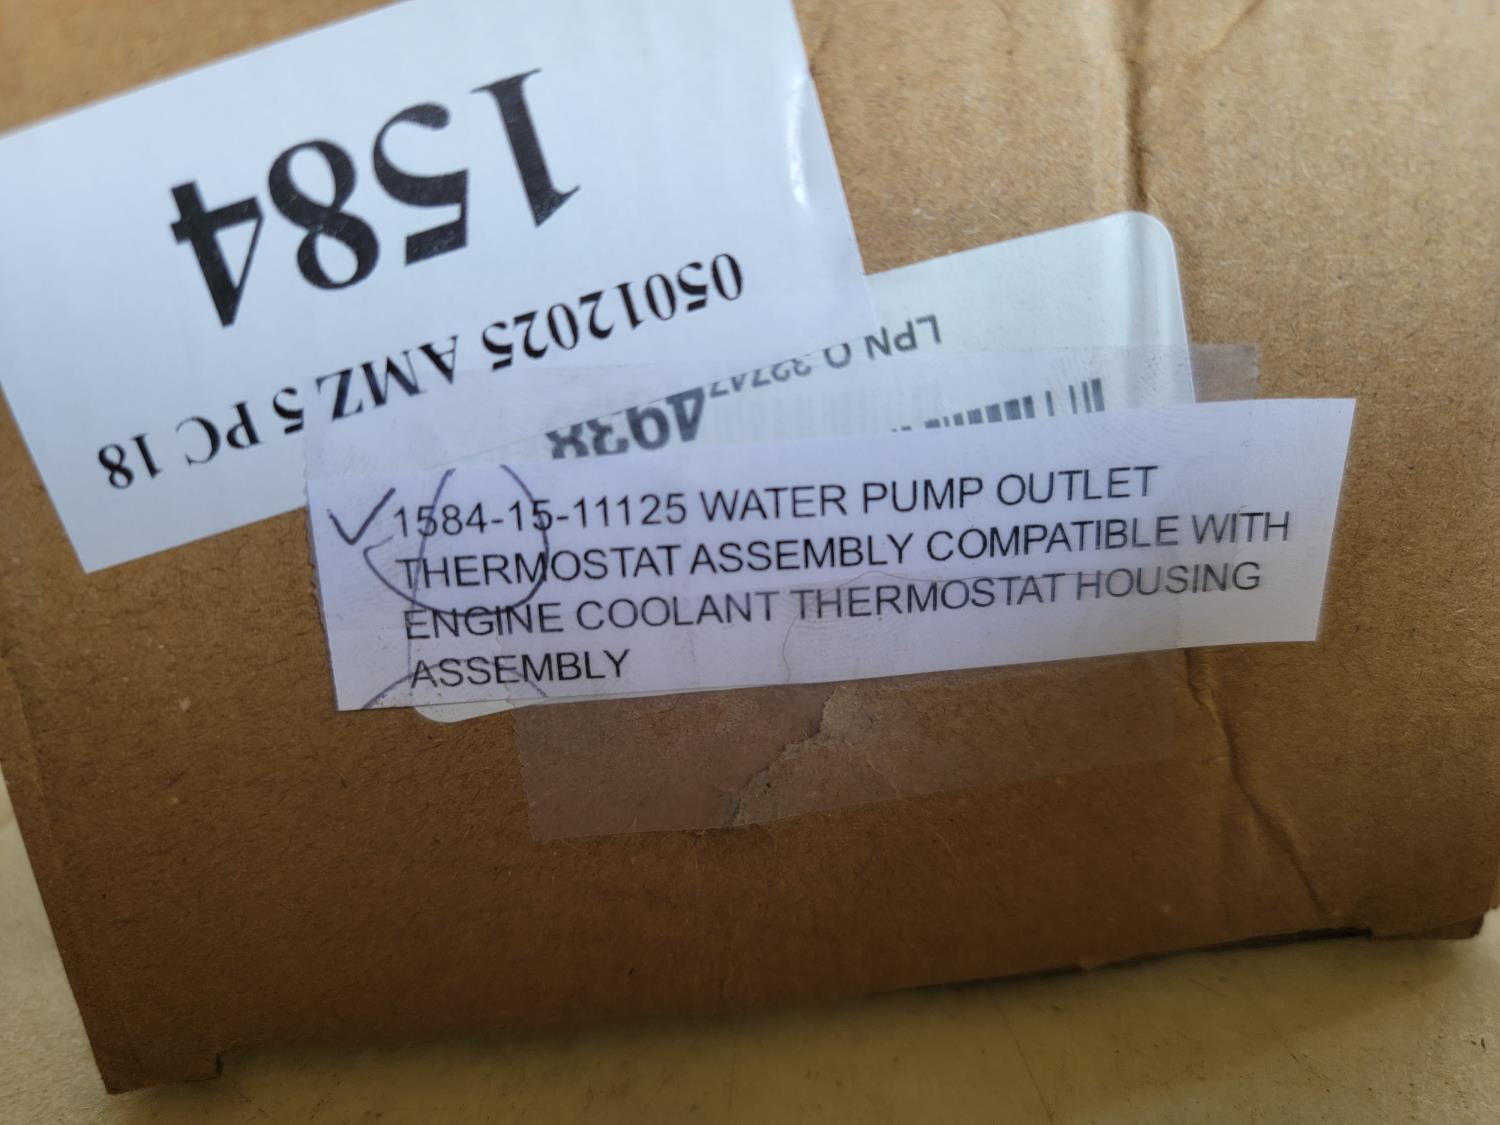 1584
05012025 AMZ 5 PC 18
LPN
1584-15-11125 WATER PUMP OUTLET
THERMOSTAT ASSEMBLY COMPATIBLE WITH
ENGINE COOLANT THERMOSTAT HOUSING
ASSEMBLY